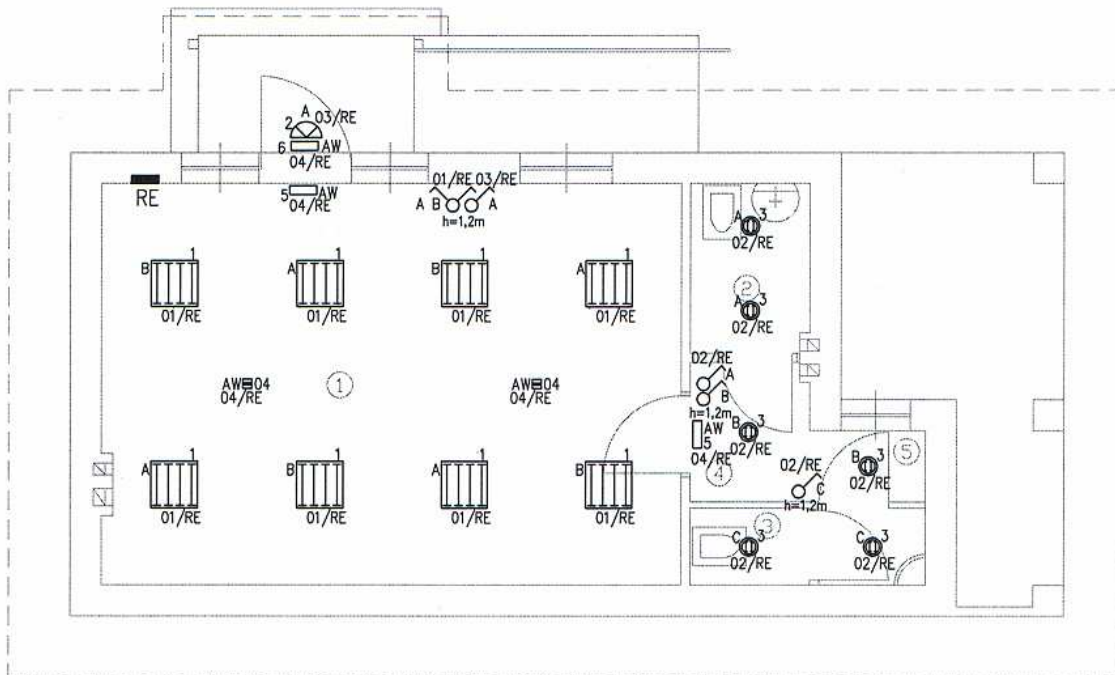 A 03/RE
2
6 AW
04/RE
RE
5 AW
04/RE
01/RE 03/RE
A B A
h=1,2m
A 3
02/RE
B 1
01/RE
A 1
01/RE
B 1
01/RE
A 1
01/RE
2
A 3
02/RE
AW 04
04/RE
1
AW 04
04/RE
02/RE
A
B
h=1,2m
AW
5
04/RE
B 3
02/RE
4
5
B 3
02/RE
02/RE
C
h=1,2m
A 1
01/RE
B 1
01/RE
A 1
01/RE
B 1
01/RE
3
C 3
02/RE
C 3
02/RE